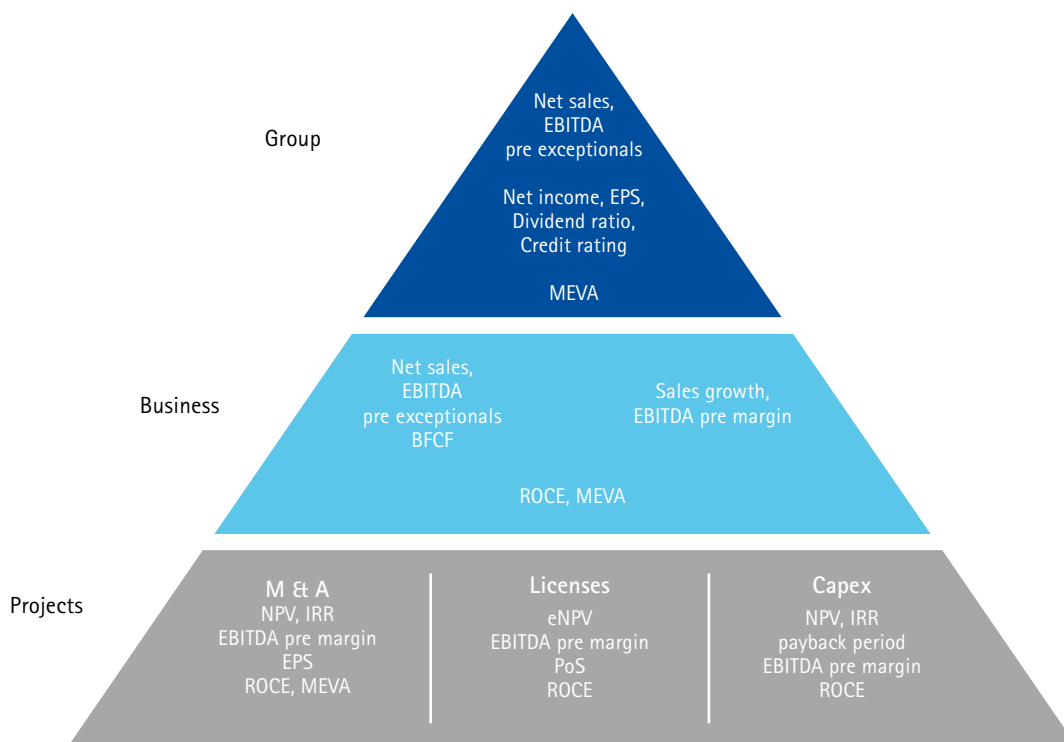 Group
Net sales,
EBITDA
pre exceptionals
Net income, EPS,
Dividend ratio,
Credit rating
MEVA
Business
Net sales,
EBITDA
pre exceptionals
BFCF
Sales growth,
EBITDA pre margin
ROCE, MEVA
Projects
M & A
NPV, IRR
EBITDA pre margin
EPS
ROCE, MEVA
Licenses
eNPV
EBITDA pre margin
PoS
ROCE
Capex
NPV, IRR
payback period
EBITDA pre margin
ROCE